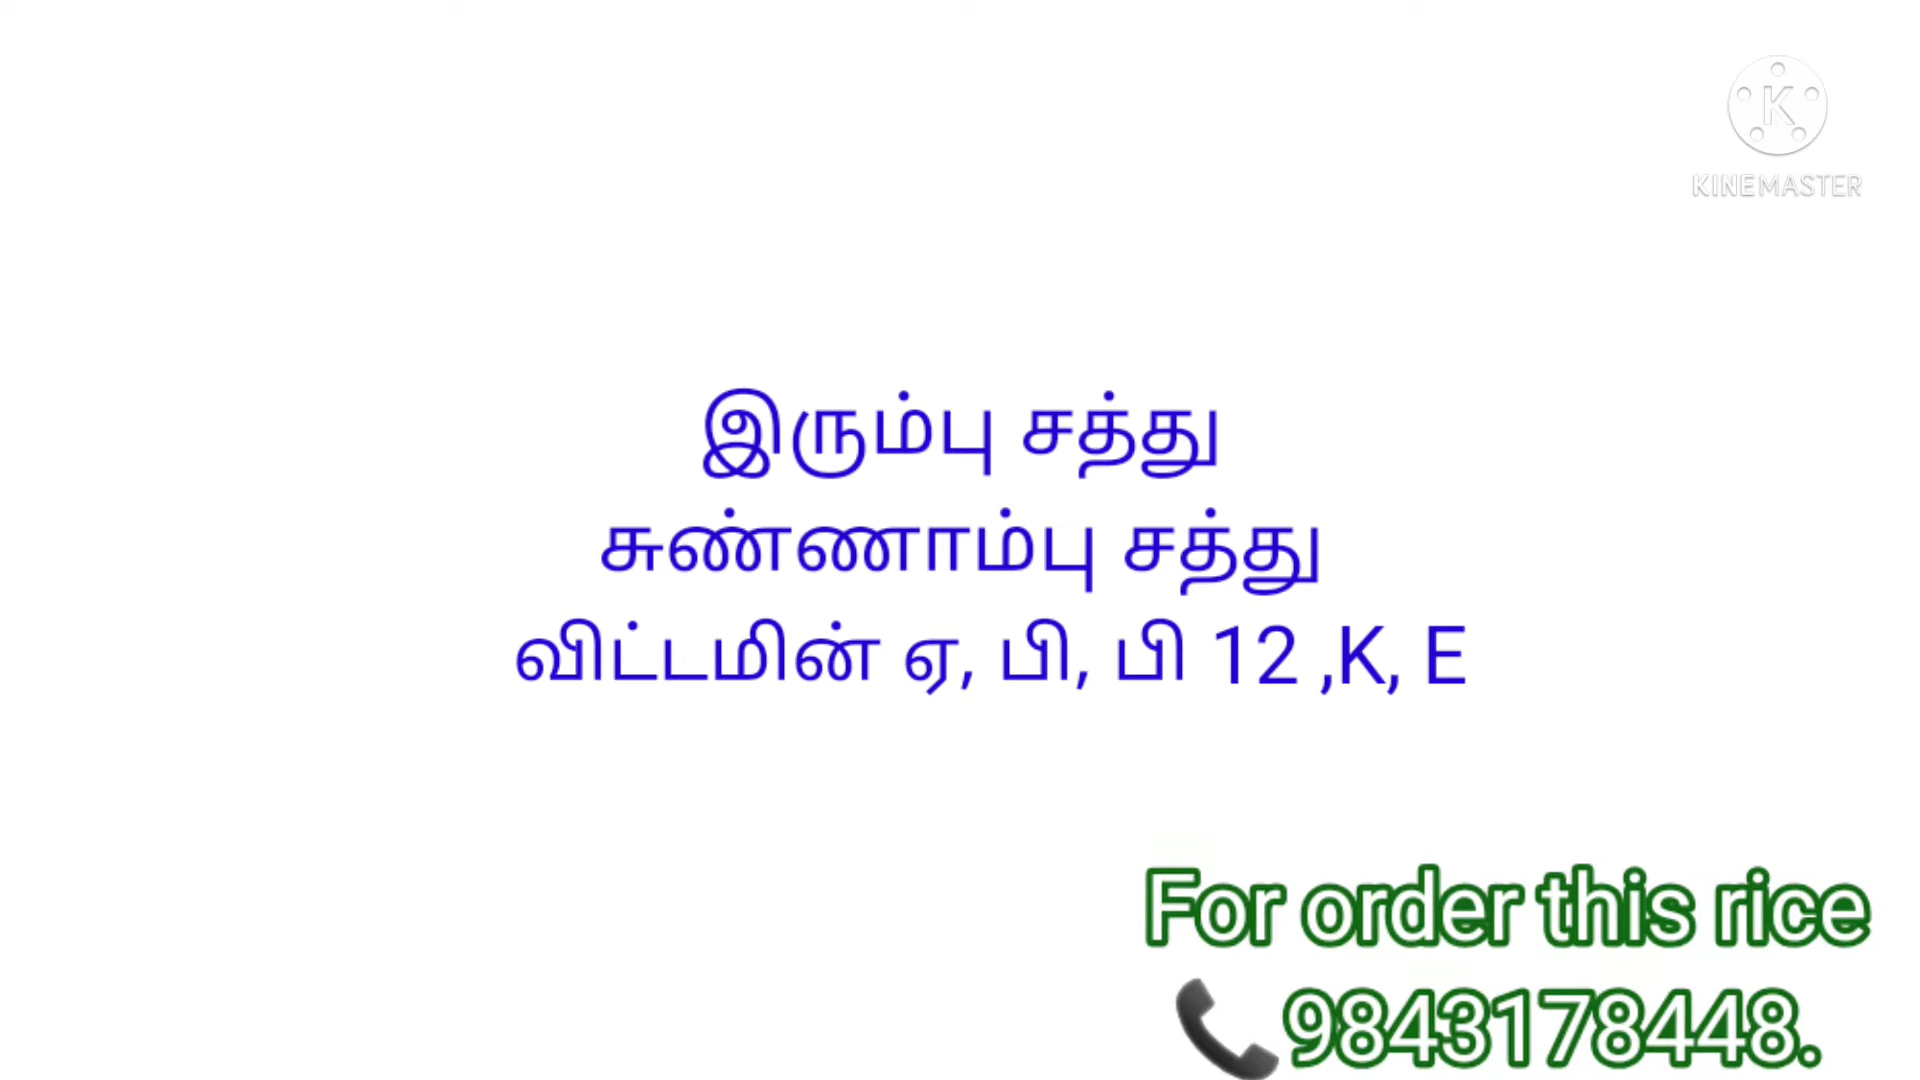 KINEMASTER
இரும்பு சத்து
சுண்ணாம்பு சத்து
விட்டமின் ஏ, பி, பி 12 ,K, E
For order this rice
📞9843178448.